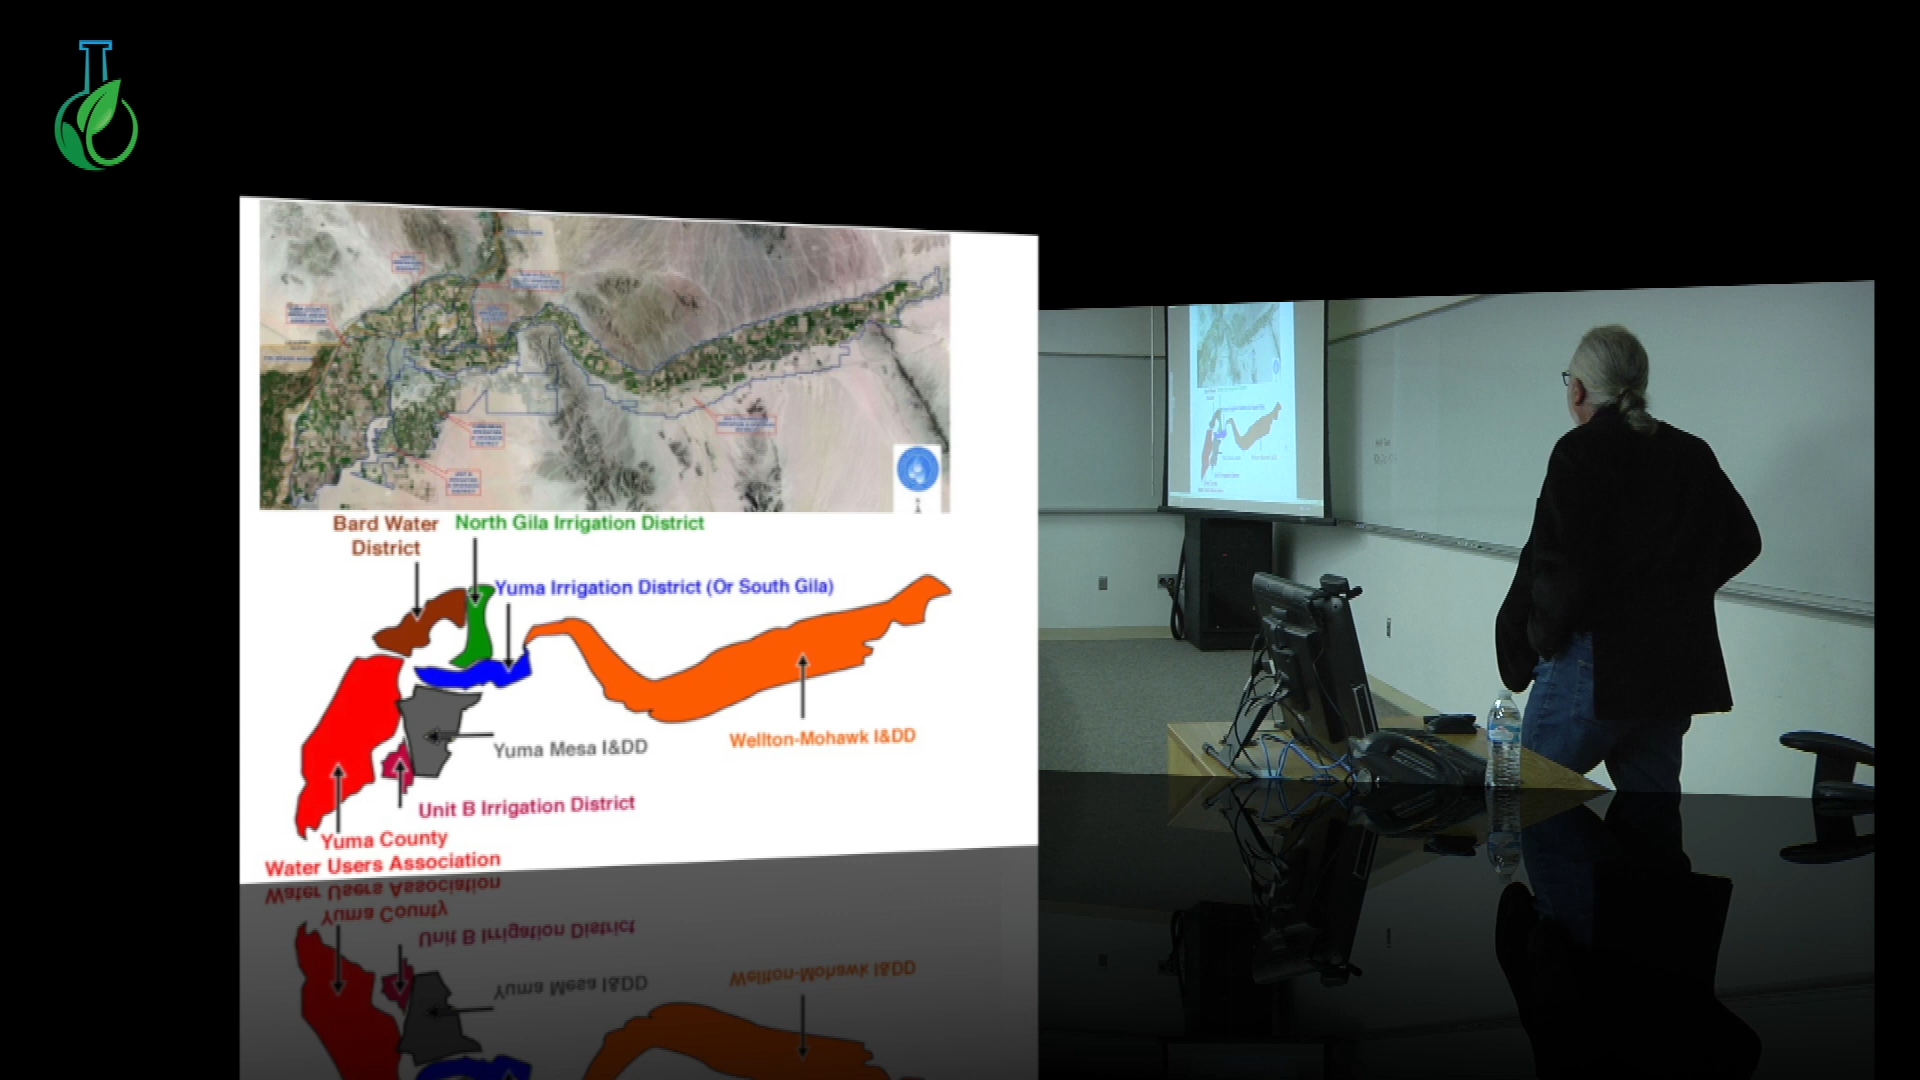 Bard Water
District
North Gila Irrigation District
Yuma Irrigation District (Or South Gila)
Yuma Mesa I&DD
Wellton-Mohawk I&DD
Unit B Irrigation District
Yuma County
Water Users Association